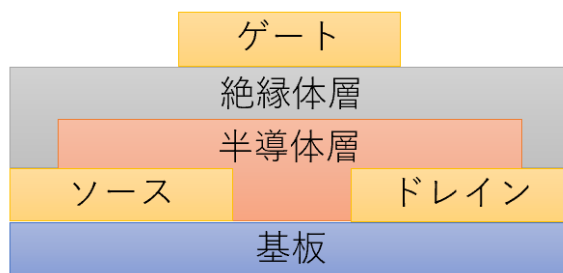 ゲート
絶縁体層
半導体層
ソース
ドレイン
基板